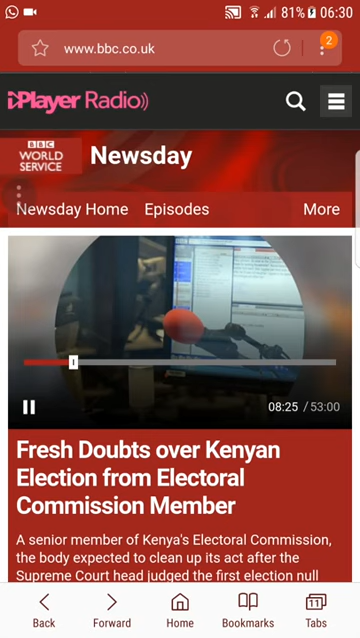 81% 06:30
www.bbc.co.uk
2
iPlayer Radio
BBC
WORLD
SERVICE
Newsday
Newsday Home Episodes More
08:25 / 53:00
Fresh Doubts over Kenyan
Election from Electoral
Commission Member
A senior member of Kenya's Electoral Commission,
the body expected to clean up its act after the
Supreme Court head judged the first election null
11
Back Forward Home Bookmarks Tabs